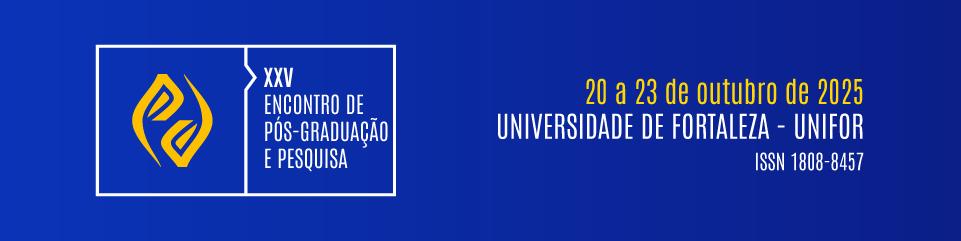 XXV
ENCONTRO DE
PÓS-GRADUAÇÃO
E PESQUISA
20 a 23 de outubro de 2025
UNIVERSIDADE DE FORTALEZA - UNIFOR
ISSN 1808-8457